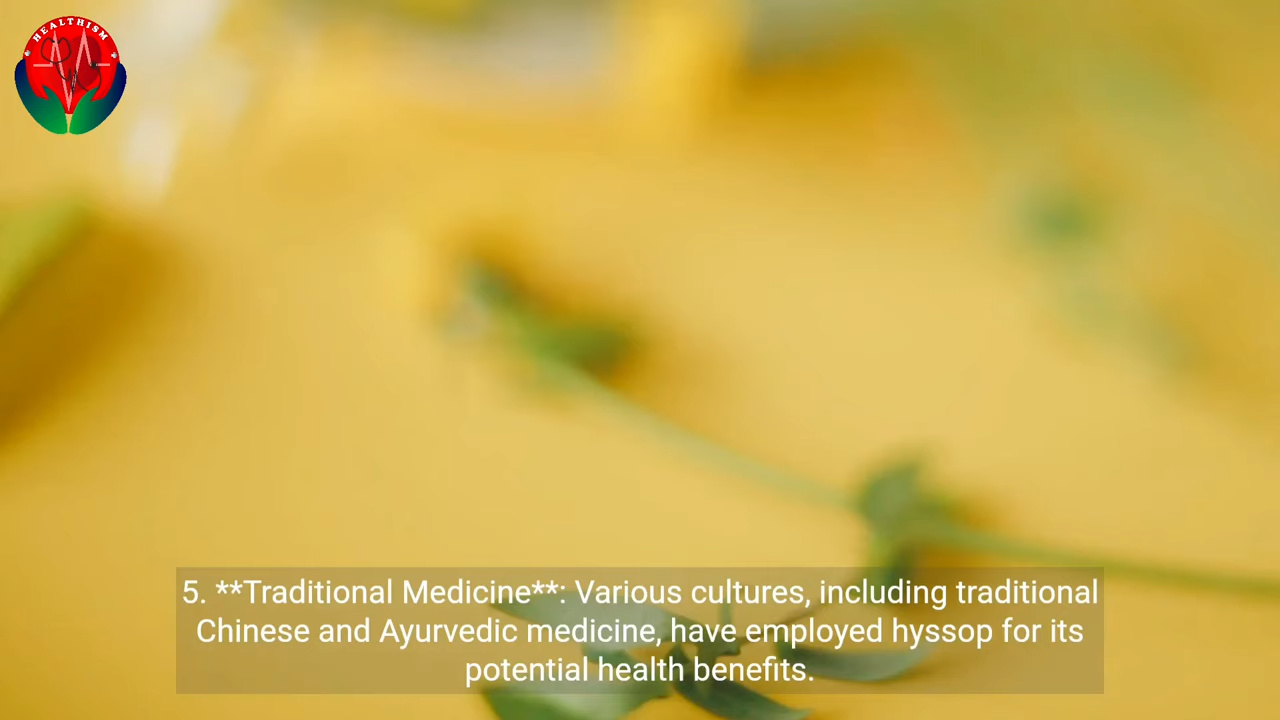 HEALTHISM
5. **Traditional Medicine**: Various cultures, including traditional
Chinese and Ayurvedic medicine, have employed hyssop for its
potential health benefits.